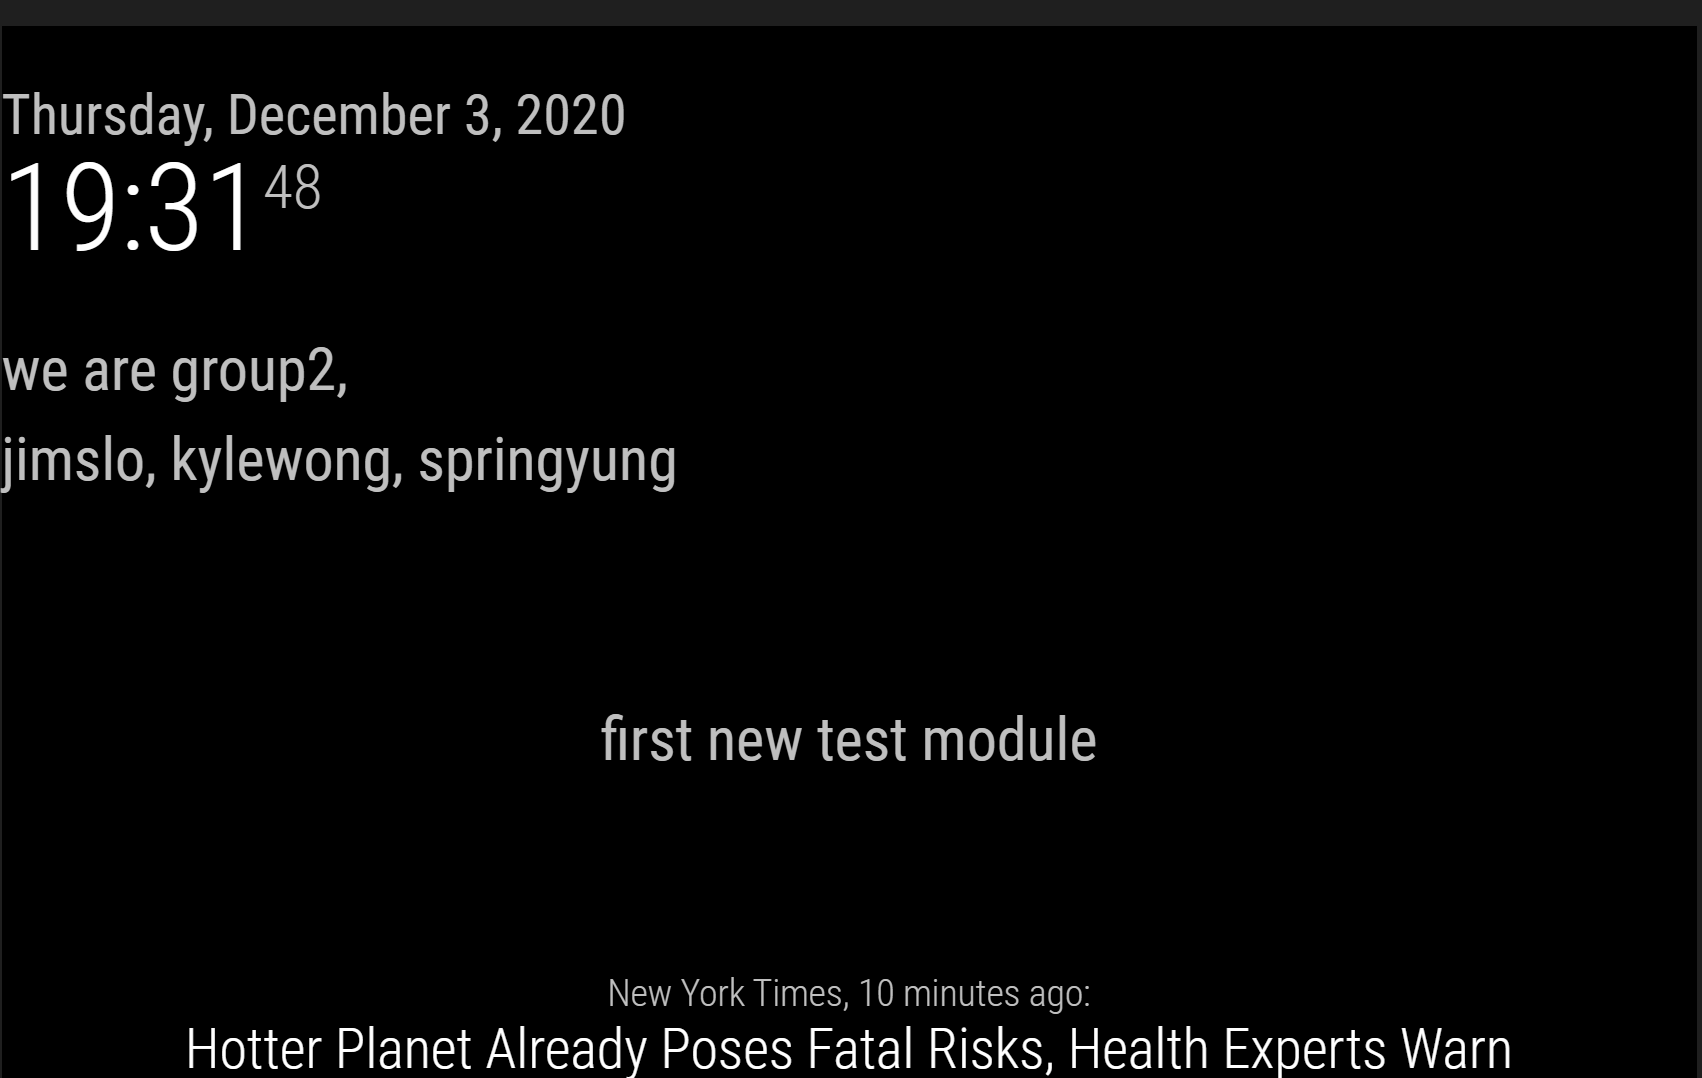 Thursday, December 3, 2020
19:31 48
we are group2,
jimslo, kylewong, springyung
first new test module
New York Times, 10 minutes ago:
Hotter Planet Already Poses Fatal Risks, Health Experts Warn